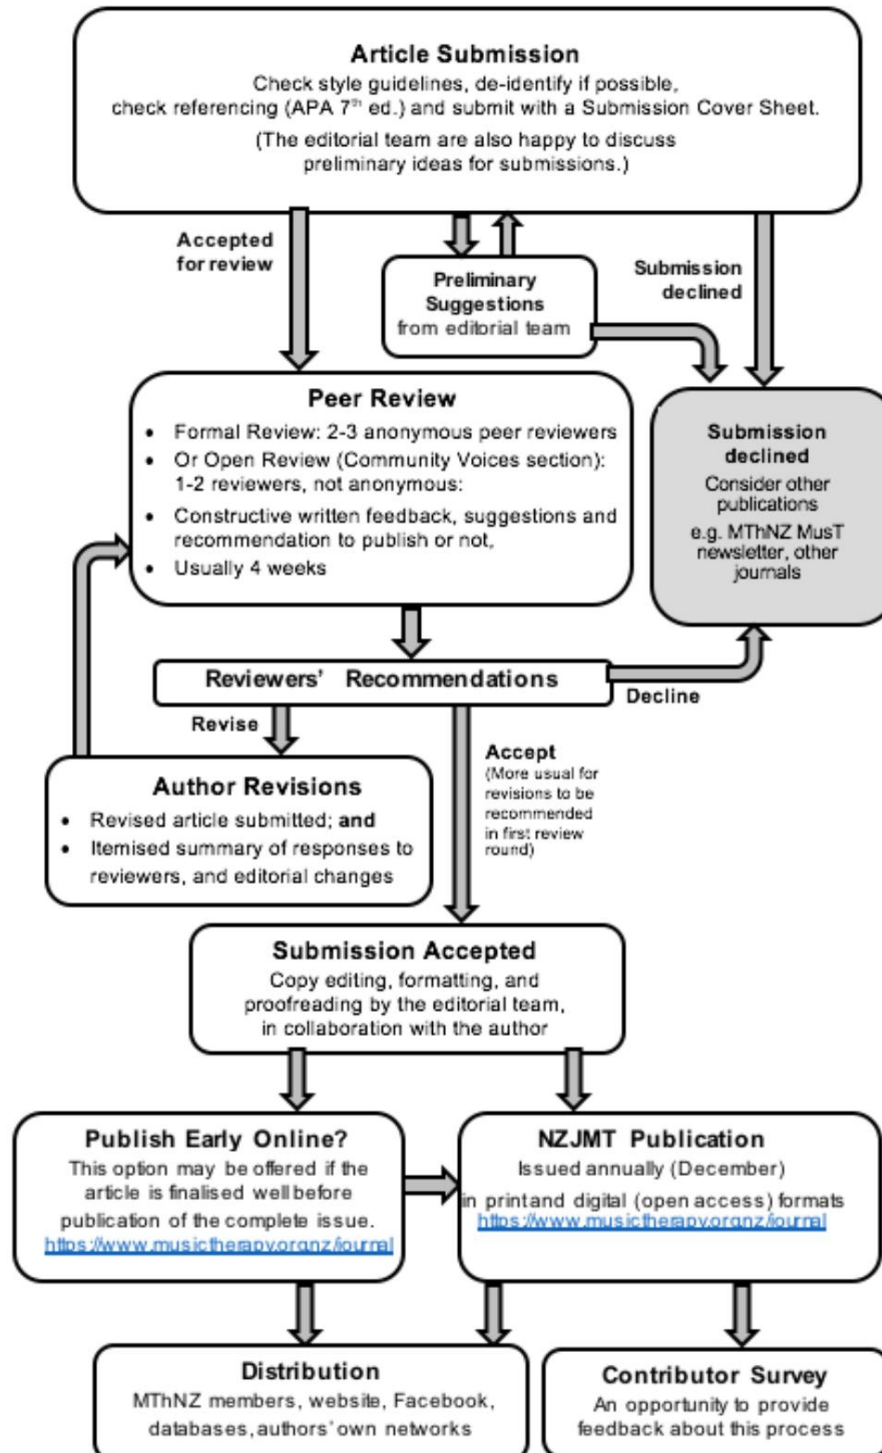 Article Submission
Check style guidelines, de-identify if possible,
check referencing (APA 7th ed.) and submit with a Submission Cover Sheet.
(The editorial team are also happy to discuss
preliminary ideas for submissions.)
Accepted
for review
Preliminary
Suggestions
from editorial team
Submission
declined
Peer Review
• Formal Review: 2-3 anonymous peer reviewers
• Or Open Review (Community Voices section):
1-2 reviewers, not anonymous:
• Constructive written feedback, suggestions and
recommendation to publish or not,
• Usually 4 weeks
Submission
declined
Consider other
publications
e.g. MThNZ MusT
newsletter, other
journals
Reviewers' Recommendations
Decline
Revise
Accept
(More usual for
revisions to be
recommended
in first review
round)
Author Revisions
• Revised article submitted; and
• Itemised summary of responses to
reviewers, and editorial changes
Submission Accepted
Copy editing, formatting, and
proofreading by the editorial team,
in collaboration with the author
Publish Early Online?
This option may be offered if the
article is finalised well before
publication of the complete issue.
https://www.musictherapy.org.nz/journal
NZJMT Publication
Issued annually (December)
in print and digital (open access) formats
https://www.musictherapy.org.nz/journal
Distribution
MThNZ members, website, Facebook,
databases, authors' own networks
Contributor Survey
An opportunity to provide
feedback about this process